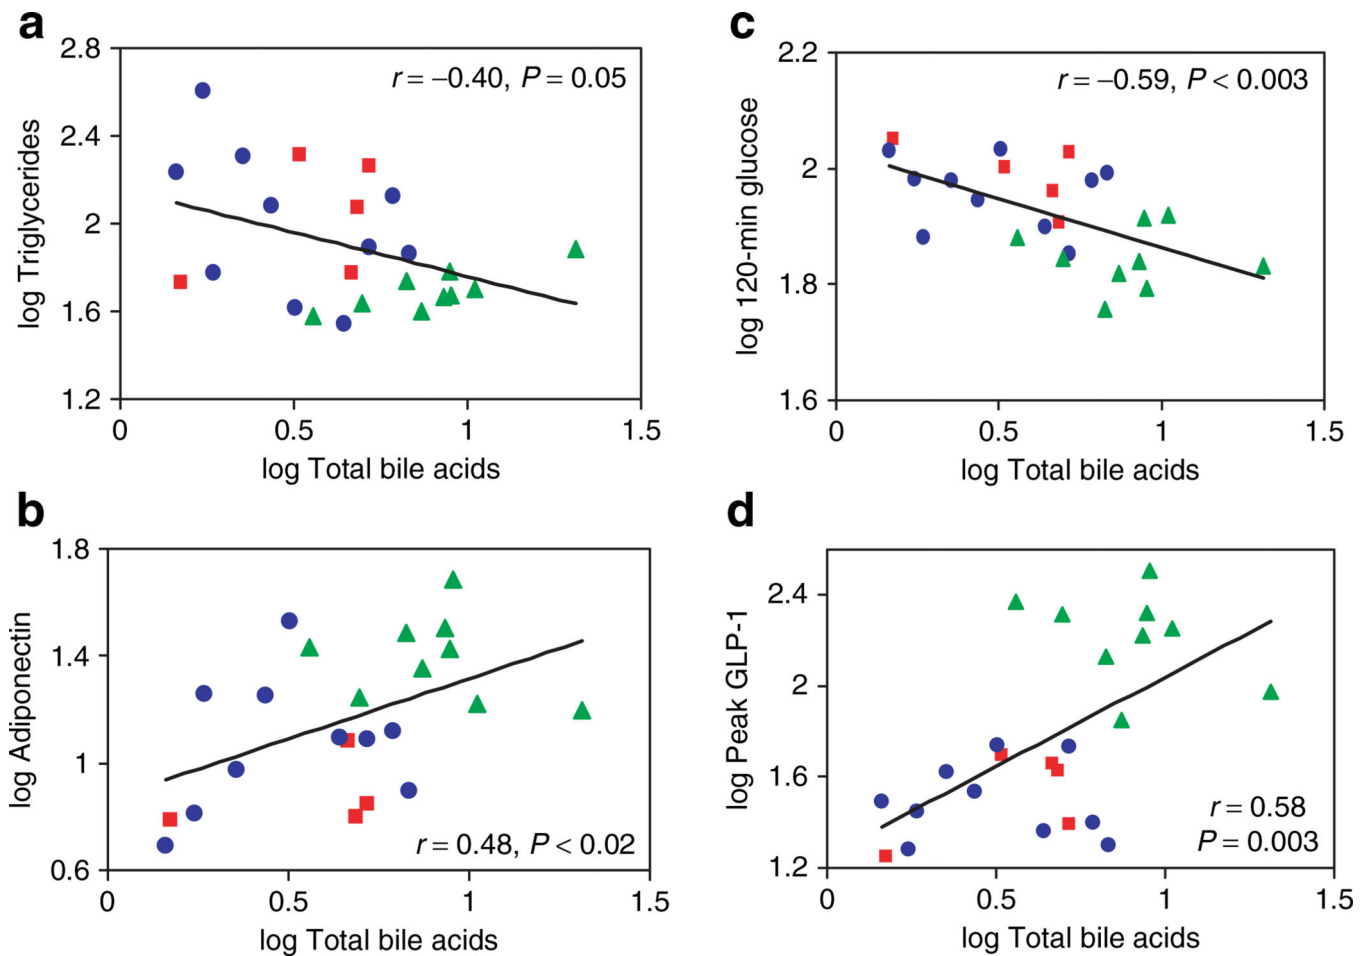 a
2.8
2.4
2
1.6
1.2
log Triglycerides
r = −0.40, P = 0.05
0 0.5 1 1.5
log Total bile acids
c
2.2
2
1.8
1.6
log 120-min glucose
r = −0.59, P < 0.003
0 0.5 1 1.5
log Total bile acids
b
1.8
1.4
1
0.6
log Adiponectin
r = 0.48, P < 0.02
0 0.5 1 1.5
log Total bile acids
d
2.4
2
1.6
1.2
log Peak GLP-1
r = 0.58
P = 0.003
0 0.5 1 1.5
log Total bile acids